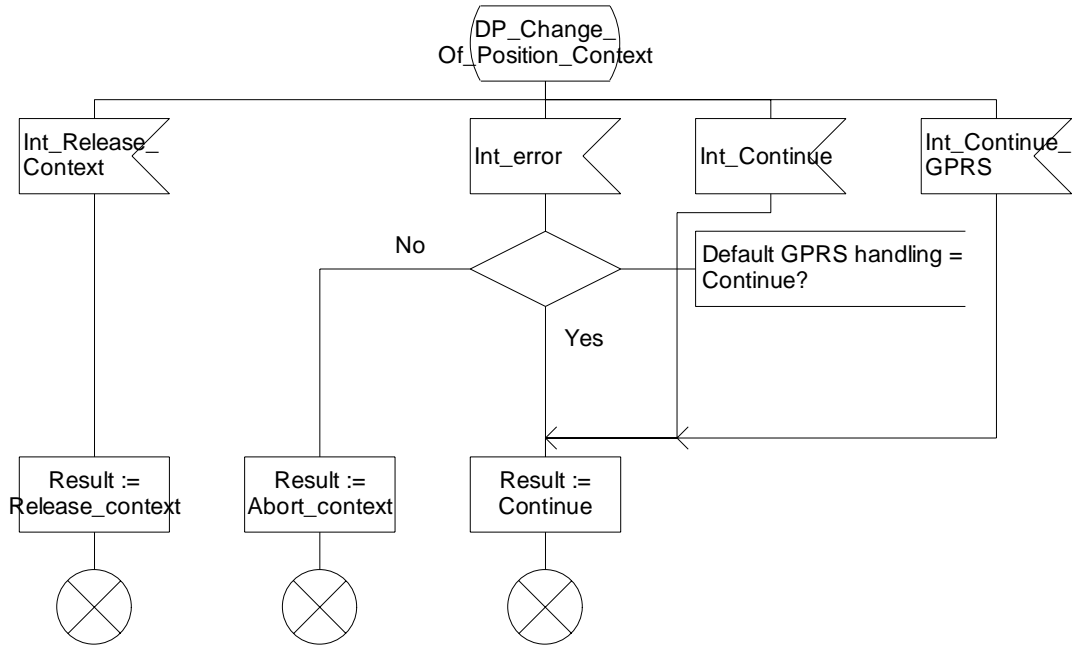 DP_Change_
Of_Position_Context
Int_Release_
Context
Int_error
Int_Continue
Int_Continue_
GPRS
No
Default GPRS handling =
Continue?
Yes
Result :=
Release_context
Result :=
Abort_context
Result :=
Continue